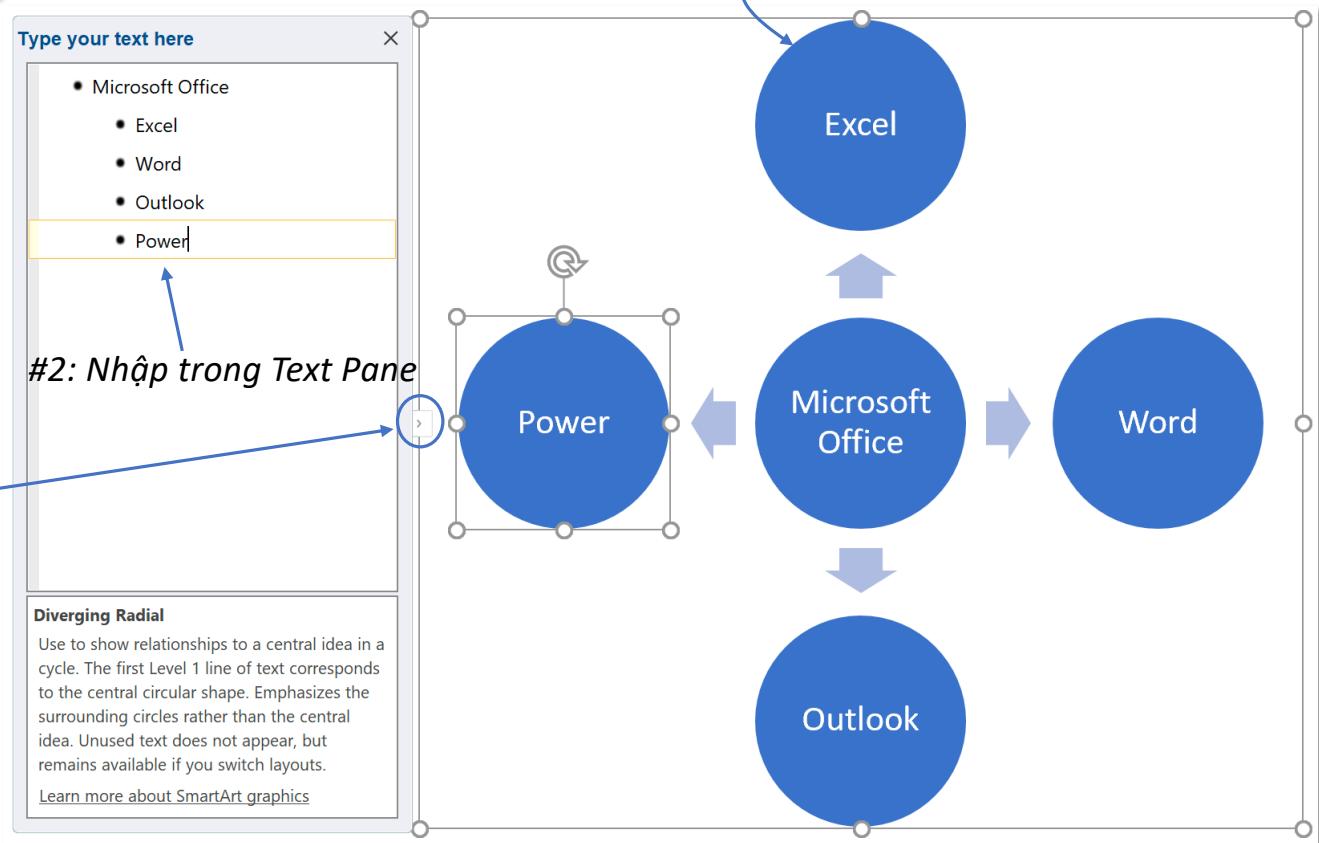 Type your text here
Microsoft Office
Excel
Word
Outlook
Power
#2: Nhập trong Text Pane
Diverging Radial
Use to show relationships to a central idea in a
cycle. The first Level 1 line of text corresponds
to the central circular shape. Emphasizes the
surrounding circles rather than the central
idea. Unused text does not appear, but
remains available if you switch layouts.
Learn more about SmartArt graphics
Excel
Power
Microsoft
Office
Word
Outlook